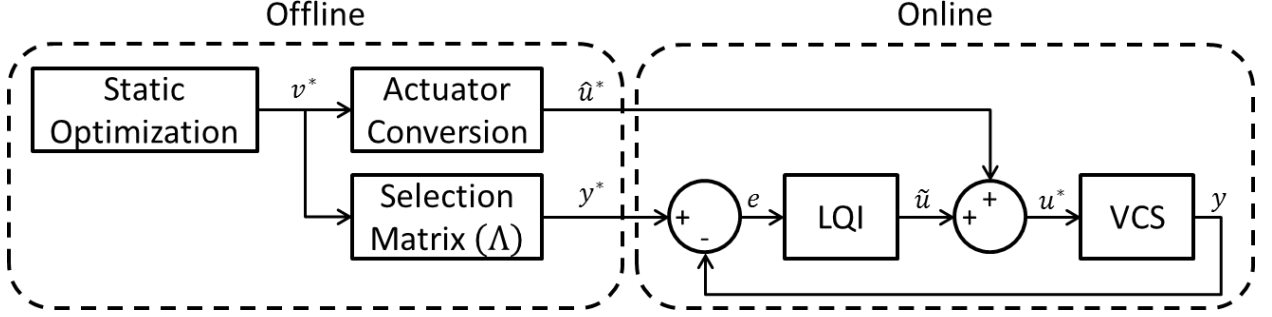 Offline
Online
Static
Optimization
v*
Actuator
Conversion
û*
Selection
Matrix (Λ)
y*
+
-
e
LQI
ũ
+
+
u*
VCS
y